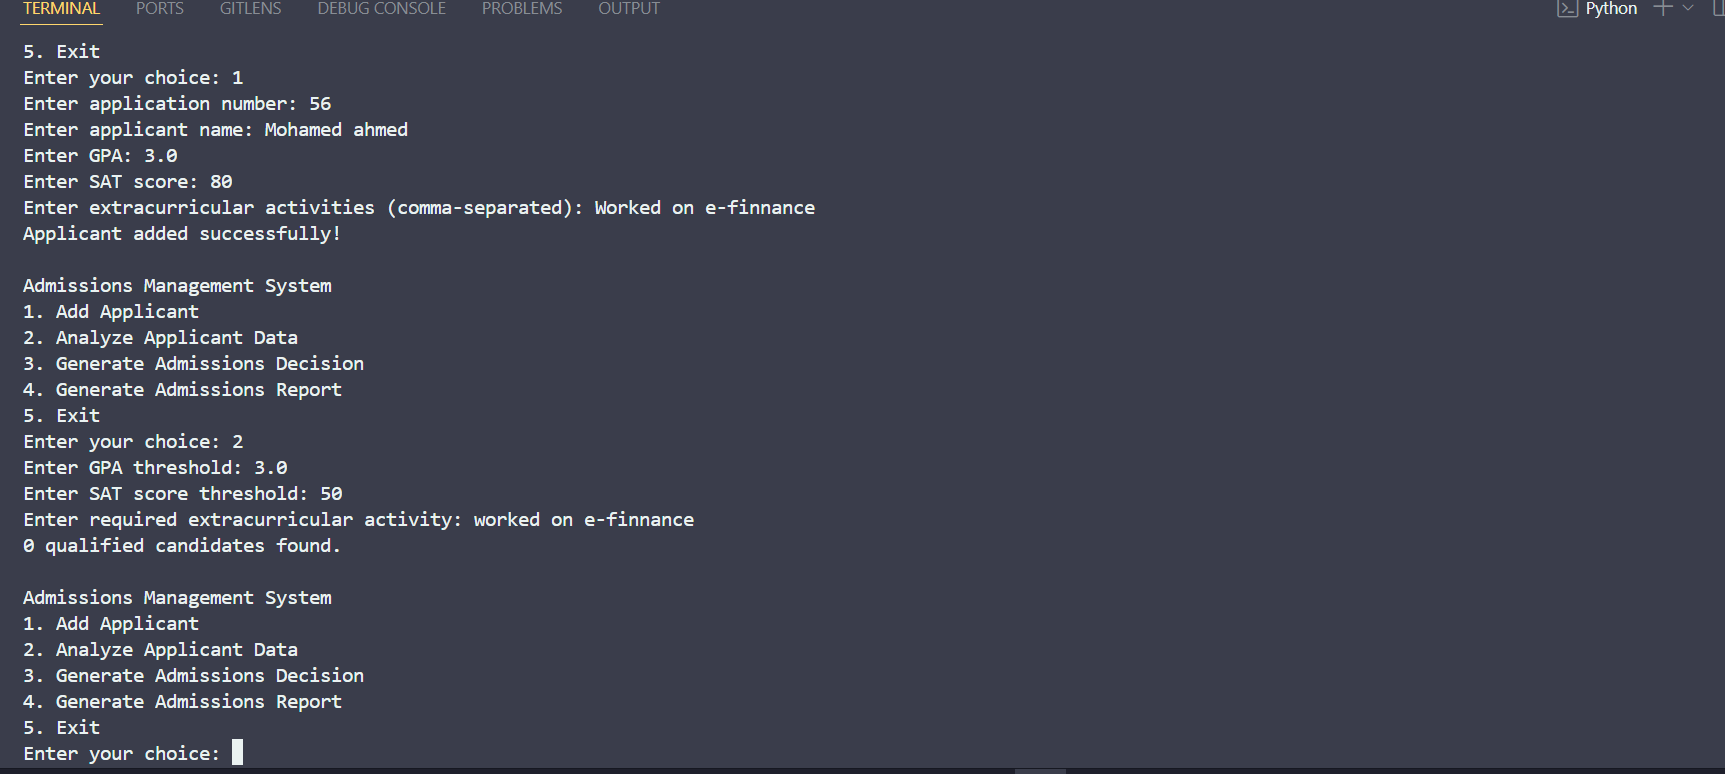 TERMINAL PORTS GITLENS DEBUG CONSOLE PROBLEMS OUTPUT Python
5. Exit
Enter your choice: 1
Enter application number: 56
Enter applicant name: Mohamed ahmed
Enter GPA: 3.0
Enter SAT score: 80
Enter extracurricular activities (comma-separated): Worked on e-finnance
Applicant added successfully!
Admissions Management System
1. Add Applicant
2. Analyze Applicant Data
3. Generate Admissions Decision
4. Generate Admissions Report
5. Exit
Enter your choice: 2
Enter GPA threshold: 3.0
Enter SAT score threshold: 50
Enter required extracurricular activity: worked on e-finnance
0 qualified candidates found.
Admissions Management System
1. Add Applicant
2. Analyze Applicant Data
3. Generate Admissions Decision
4. Generate Admissions Report
5. Exit
Enter your choice: